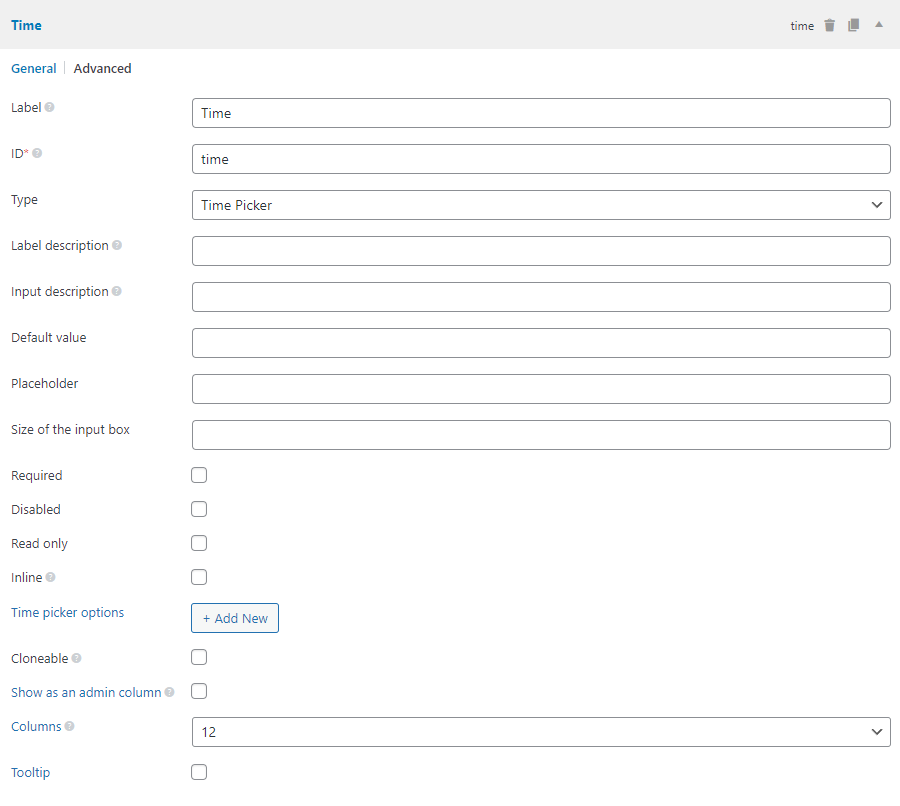 Time time
General Advanced
Label Time
ID* time
Type Time Picker
Label description
Input description
Default value
Placeholder
Size of the input box
Required
Disabled
Read only
Inline
Time picker options + Add New
Cloneable
Show as an admin column
Columns 12
Tooltip